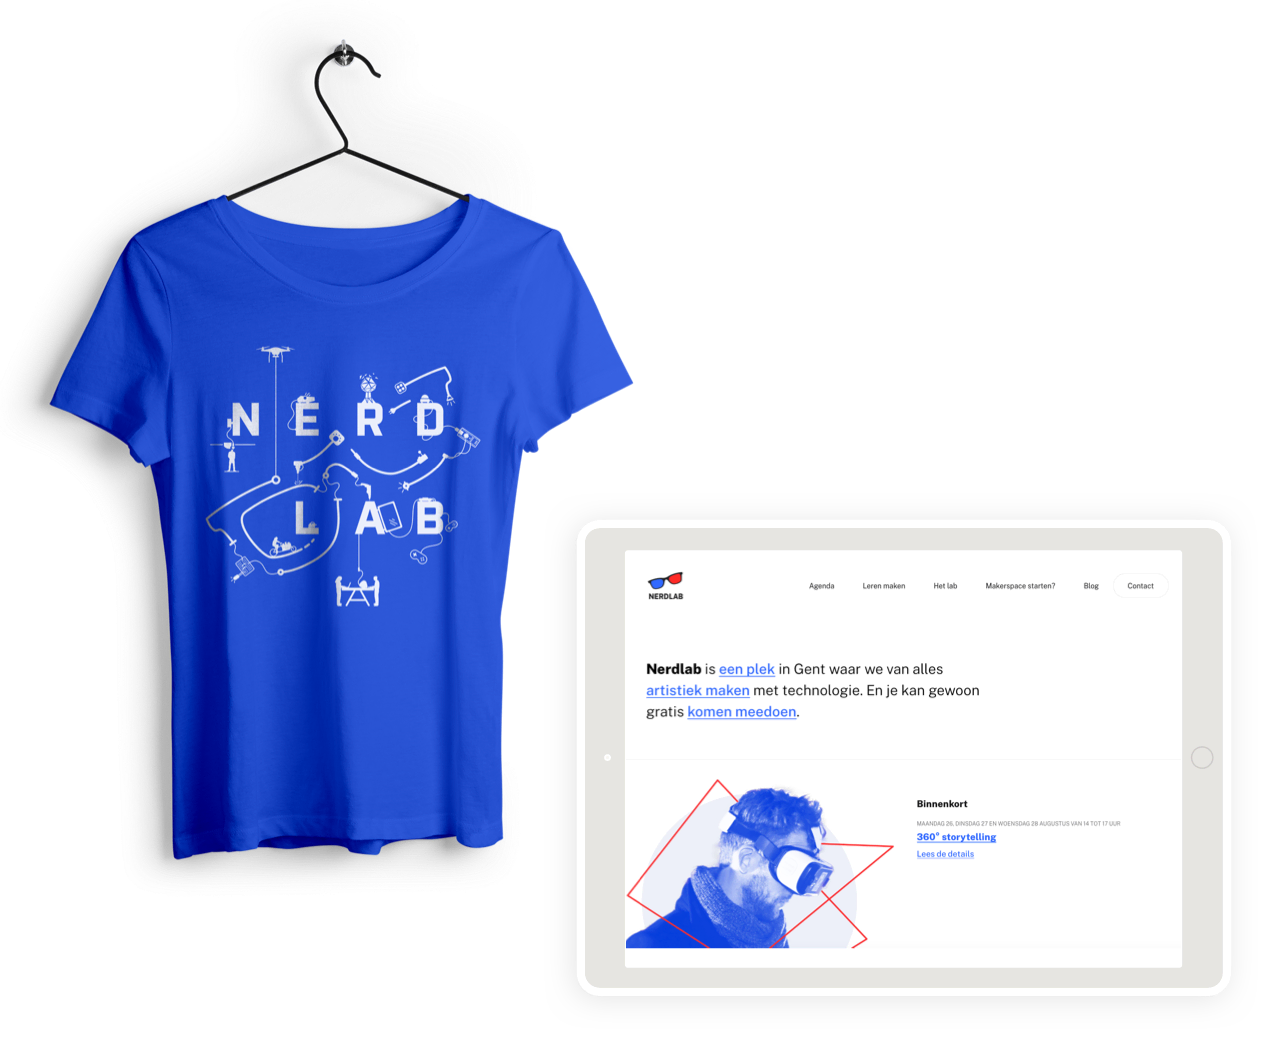 NERD
LAB
NERDLAB
Agenda Leren maken Het lab Makerspace starten? Blog Contact
Nerdlab is een plek in Gent waar we van alles
artistiek maken met technologie. En je kan gewoon
gratis komen meedoen.
Binnenkort
MAANDAG 26, DINSDAG 27 EN WOENSDAG 28 AUGUSTUS VAN 14 TOT 17 UUR
360° storytelling
Lees de details